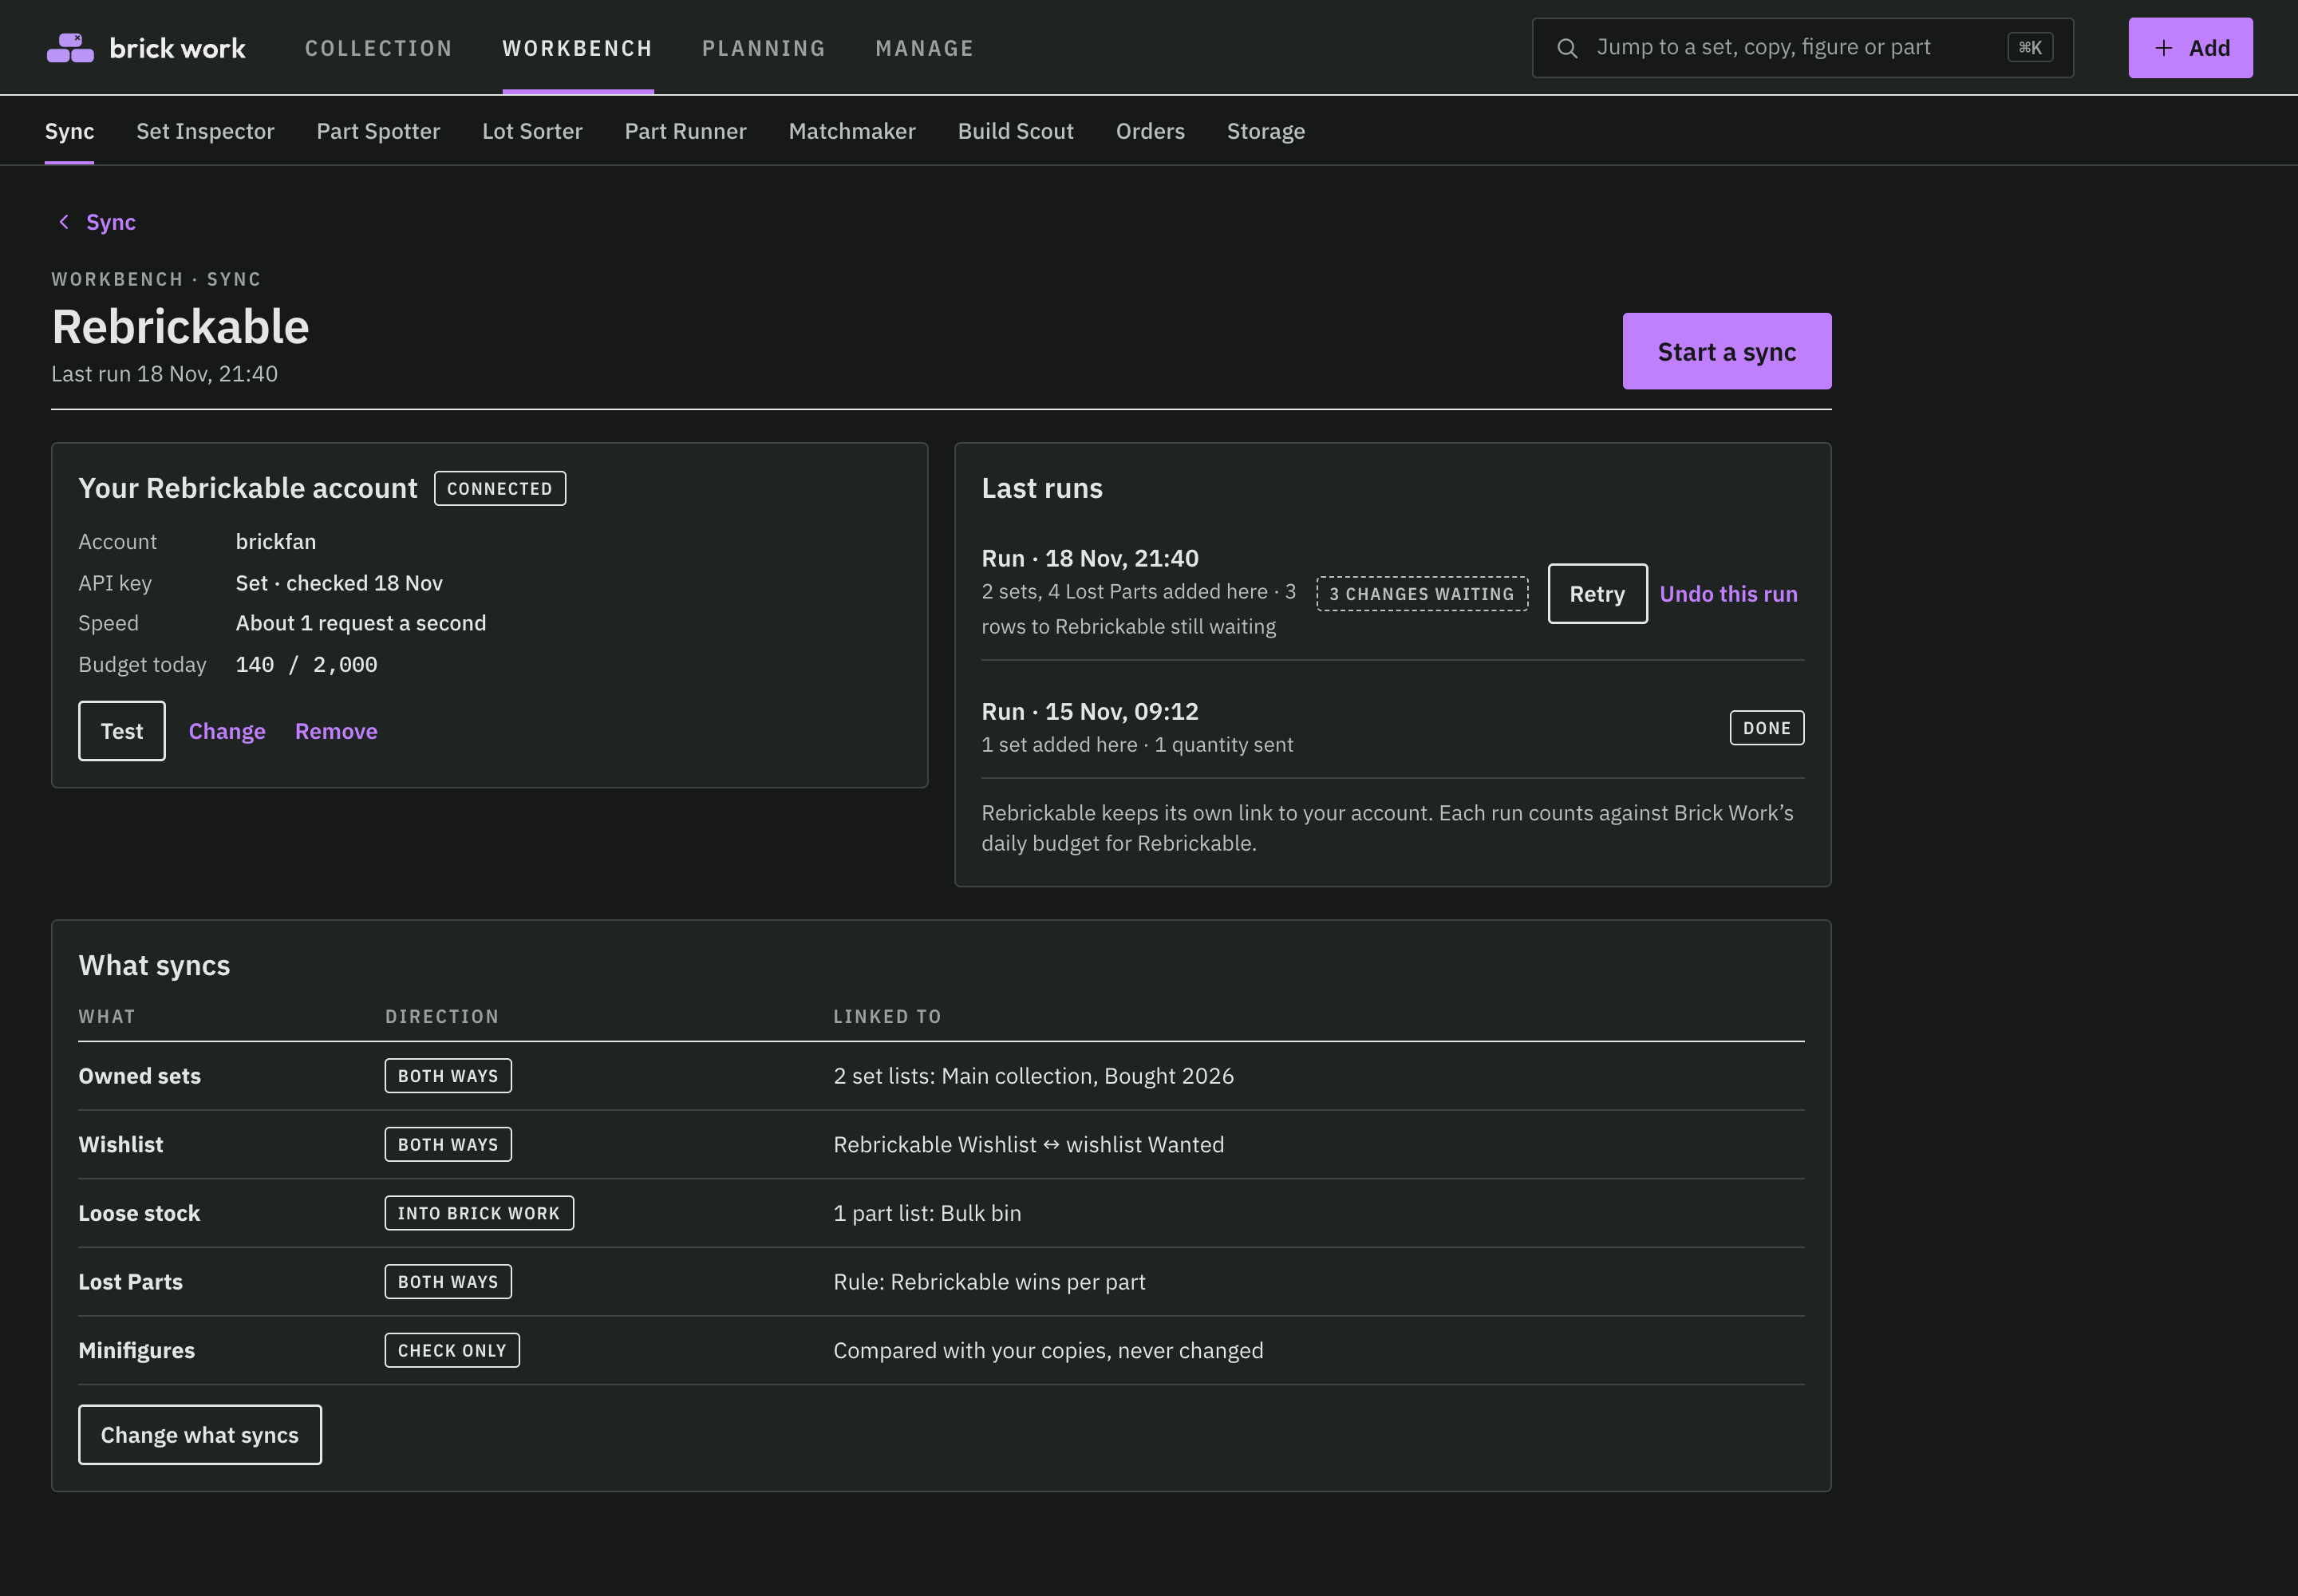 brick work
COLLECTION
WORKBENCH
PLANNING
MANAGE
Jump to a set, copy, figure or part
⌘K
+ Add
Sync
Set Inspector
Part Spotter
Lot Sorter
Part Runner
Matchmaker
Build Scout
Orders
Storage
Sync
WORKBENCH · SYNC
Rebrickable
Last run 18 Nov, 21:40
Start a sync
Your Rebrickable account
CONNECTED
Account
brickfan
API key
Set · checked 18 Nov
Speed
About 1 request a second
Budget today
140 / 2,000
Test
Change
Remove
Last runs
Run · 18 Nov, 21:40
2 sets, 4 Lost Parts added here · 3
rows to Rebrickable still waiting
3 CHANGES WAITING
Retry
Undo this run
Run · 15 Nov, 09:12
1 set added here · 1 quantity sent
DONE
Rebrickable keeps its own link to your account. Each run counts against Brick Work’s
daily budget for Rebrickable.
What syncs
WHAT
DIRECTION
LINKED TO
Owned sets
BOTH WAYS
2 set lists: Main collection, Bought 2026
Wishlist
BOTH WAYS
Rebrickable Wishlist ↔ wishlist Wanted
Loose stock
INTO BRICK WORK
1 part list: Bulk bin
Lost Parts
BOTH WAYS
Rule: Rebrickable wins per part
Minifigures
CHECK ONLY
Compared with your copies, never changed
Change what syncs